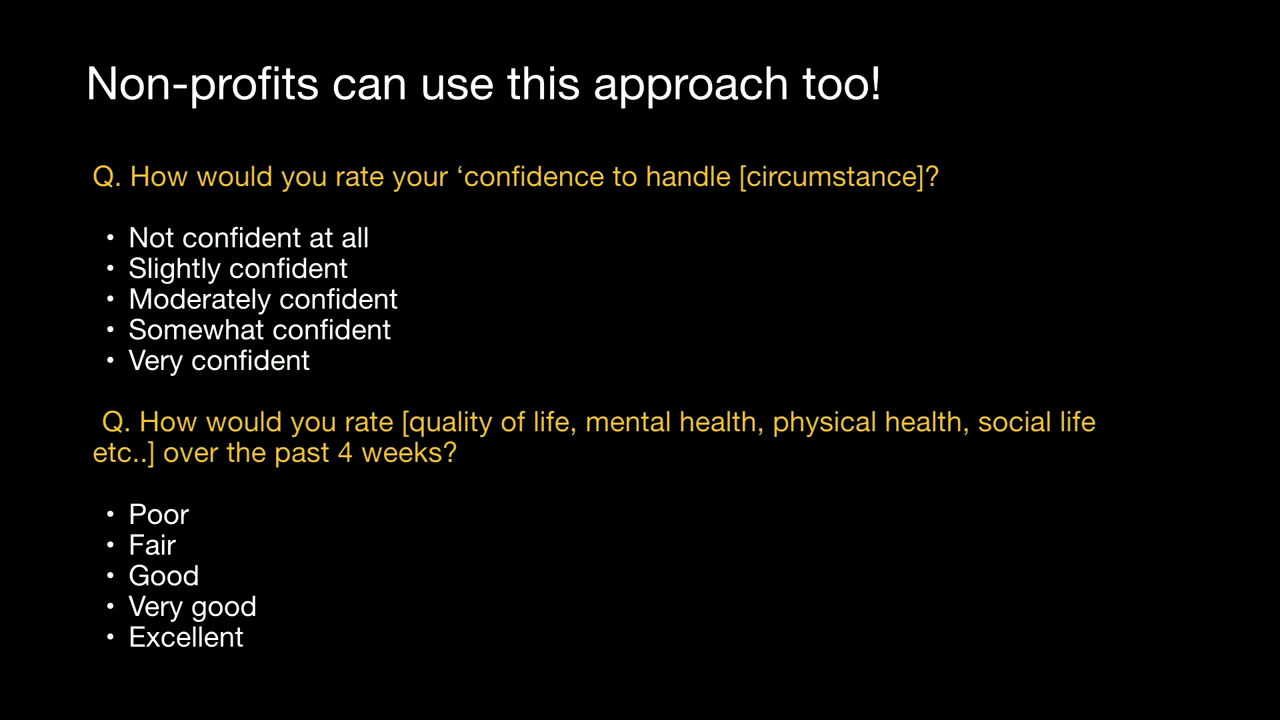 Non-profits can use this approach too!
Q. How would you rate your ‘confidence to handle [circumstance]?
• Not confident at all
• Slightly confident
• Moderately confident
• Somewhat confident
• Very confident
Q. How would you rate [quality of life, mental health, physical health, social life
etc..] over the past 4 weeks?
• Poor
• Fair
• Good
• Very good
• Excellent